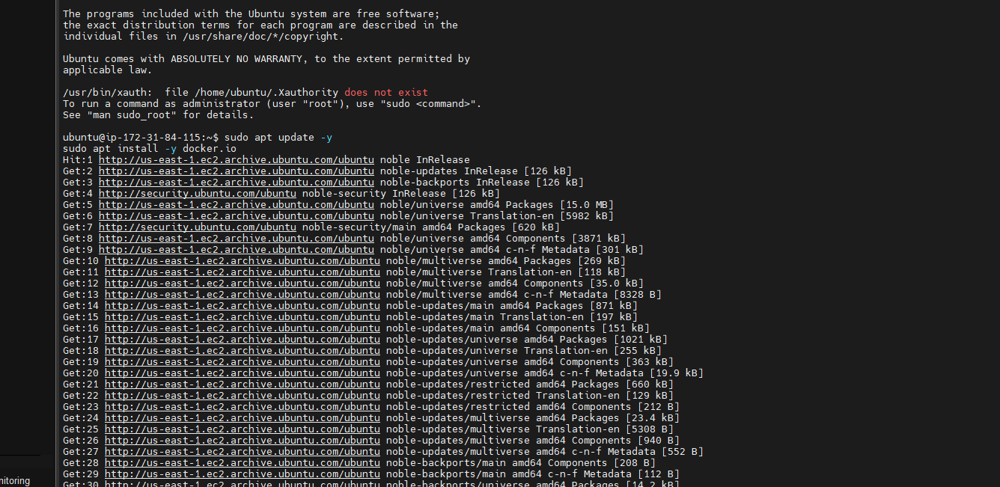 The programs included with the Ubuntu system are free software;
the exact distribution terms for each program are described in the
individual files in /usr/share/doc/*/copyright.
Ubuntu comes with ABSOLUTELY NO WARRANTY, to the extent permitted by
applicable law.
/usr/bin/xauth:  file /home/ubuntu/.Xauthority does not exist
To run a command as administrator (user "root"), use "sudo <command>".
See "man sudo_root" for details.
ubuntu@ip-172-31-84-115:~$ sudo apt update -y
sudo apt install -y docker.io
Hit:1 http://us-east-1.ec2.archive.ubuntu.com/ubuntu noble InRelease
Get:2 http://us-east-1.ec2.archive.ubuntu.com/ubuntu noble-updates InRelease [126 kB]
Get:3 http://us-east-1.ec2.archive.ubuntu.com/ubuntu noble-backports InRelease [126 kB]
Get:4 http://security.ubuntu.com/ubuntu noble-security InRelease [126 kB]
Get:5 http://us-east-1.ec2.archive.ubuntu.com/ubuntu noble/universe amd64 Packages [15.0 MB]
Get:6 http://us-east-1.ec2.archive.ubuntu.com/ubuntu noble/universe Translation-en [5982 kB]
Get:7 http://security.ubuntu.com/ubuntu noble-security/main amd64 Packages [620 kB]
Get:8 http://us-east-1.ec2.archive.ubuntu.com/ubuntu noble/universe amd64 Components [3871 kB]
Get:9 http://us-east-1.ec2.archive.ubuntu.com/ubuntu noble/universe amd64 c-n-f Metadata [301 kB]
Get:10 http://us-east-1.ec2.archive.ubuntu.com/ubuntu noble/multiverse amd64 Packages [269 kB]
Get:11 http://us-east-1.ec2.archive.ubuntu.com/ubuntu noble/multiverse Translation-en [118 kB]
Get:12 http://us-east-1.ec2.archive.ubuntu.com/ubuntu noble/multiverse amd64 Components [35.0 kB]
Get:13 http://us-east-1.ec2.archive.ubuntu.com/ubuntu noble/multiverse amd64 c-n-f Metadata [8328 B]
Get:14 http://us-east-1.ec2.archive.ubuntu.com/ubuntu noble-updates/main amd64 Packages [871 kB]
Get:15 http://us-east-1.ec2.archive.ubuntu.com/ubuntu noble-updates/main Translation-en [197 kB]
Get:16 http://us-east-1.ec2.archive.ubuntu.com/ubuntu noble-updates/main amd64 Components [151 kB]
Get:17 http://us-east-1.ec2.archive.ubuntu.com/ubuntu noble-updates/universe amd64 Packages [1021 kB]
Get:18 http://us-east-1.ec2.archive.ubuntu.com/ubuntu noble-updates/universe Translation-en [255 kB]
Get:19 http://us-east-1.ec2.archive.ubuntu.com/ubuntu noble-updates/universe amd64 Components [363 kB]
Get:20 http://us-east-1.ec2.archive.ubuntu.com/ubuntu noble-updates/universe amd64 c-n-f Metadata [19.9 kB]
Get:21 http://us-east-1.ec2.archive.ubuntu.com/ubuntu noble-updates/restricted amd64 Packages [660 kB]
Get:22 http://us-east-1.ec2.archive.ubuntu.com/ubuntu noble-updates/restricted Translation-en [129 kB]
Get:23 http://us-east-1.ec2.archive.ubuntu.com/ubuntu noble-updates/restricted amd64 Components [212 B]
Get:24 http://us-east-1.ec2.archive.ubuntu.com/ubuntu noble-updates/multiverse amd64 Packages [23.4 kB]
Get:25 http://us-east-1.ec2.archive.ubuntu.com/ubuntu noble-updates/multiverse Translation-en [5308 B]
Get:26 http://us-east-1.ec2.archive.ubuntu.com/ubuntu noble-updates/multiverse amd64 Components [940 B]
Get:27 http://us-east-1.ec2.archive.ubuntu.com/ubuntu noble-updates/multiverse amd64 c-n-f Metadata [552 B]
Get:28 http://us-east-1.ec2.archive.ubuntu.com/ubuntu noble-backports/main amd64 Components [208 B]
Get:29 http://us-east-1.ec2.archive.ubuntu.com/ubuntu noble-backports/main amd64 c-n-f Metadata [112 B]
Get:30 http://us-east-1.ec2.archive.ubuntu.com/ubuntu noble-backports/universe amd64 Packages [14.2 kB]
nitoring